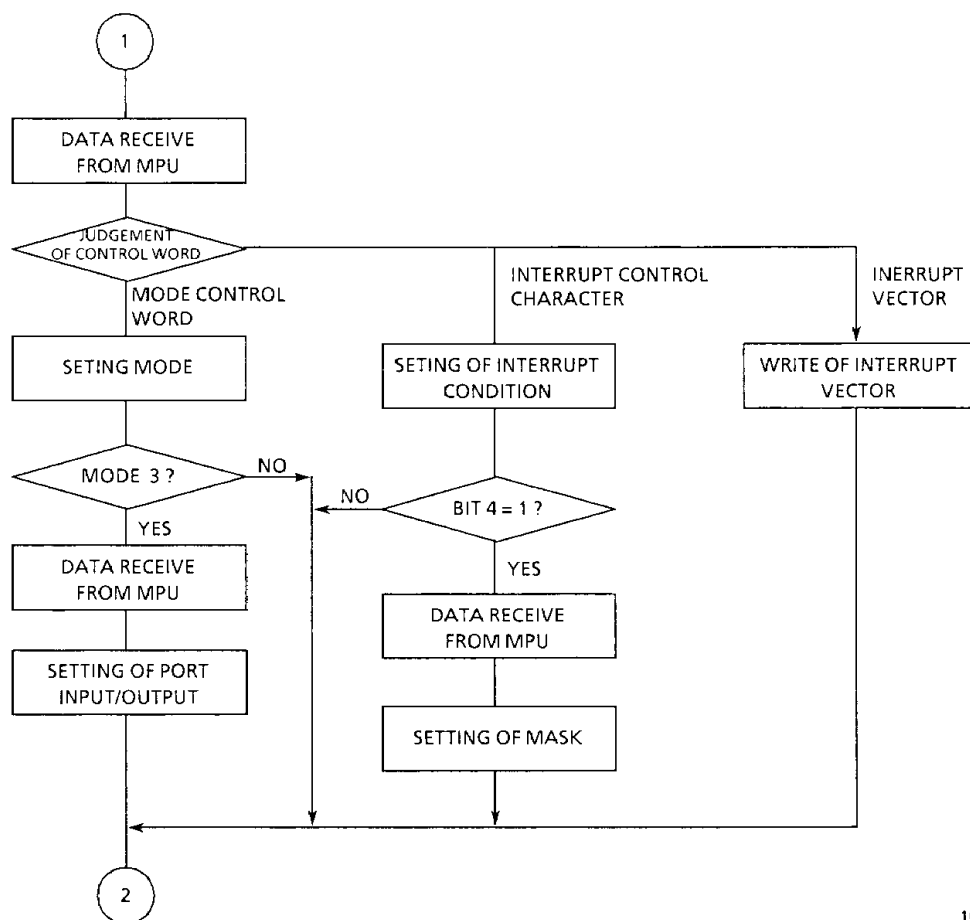 1
DATA RECEIVE
FROM MPU
JUDGEMENT
OF CONTROL WORD
MODE CONTROL
WORD
INTERRUPT CONTROL
CHARACTER
INERRUPT
VECTOR
SETING MODE
SETING OF INTERRUPT
CONDITION
WRITE OF INTERRUPT
VECTOR
MODE 3 ?
NO
NO
BIT 4 = 1 ?
YES
YES
DATA RECEIVE
FROM MPU
DATA RECEIVE
FROM MPU
SETTING OF PORT
INPUT/OUTPUT
SETTING OF MASK
2